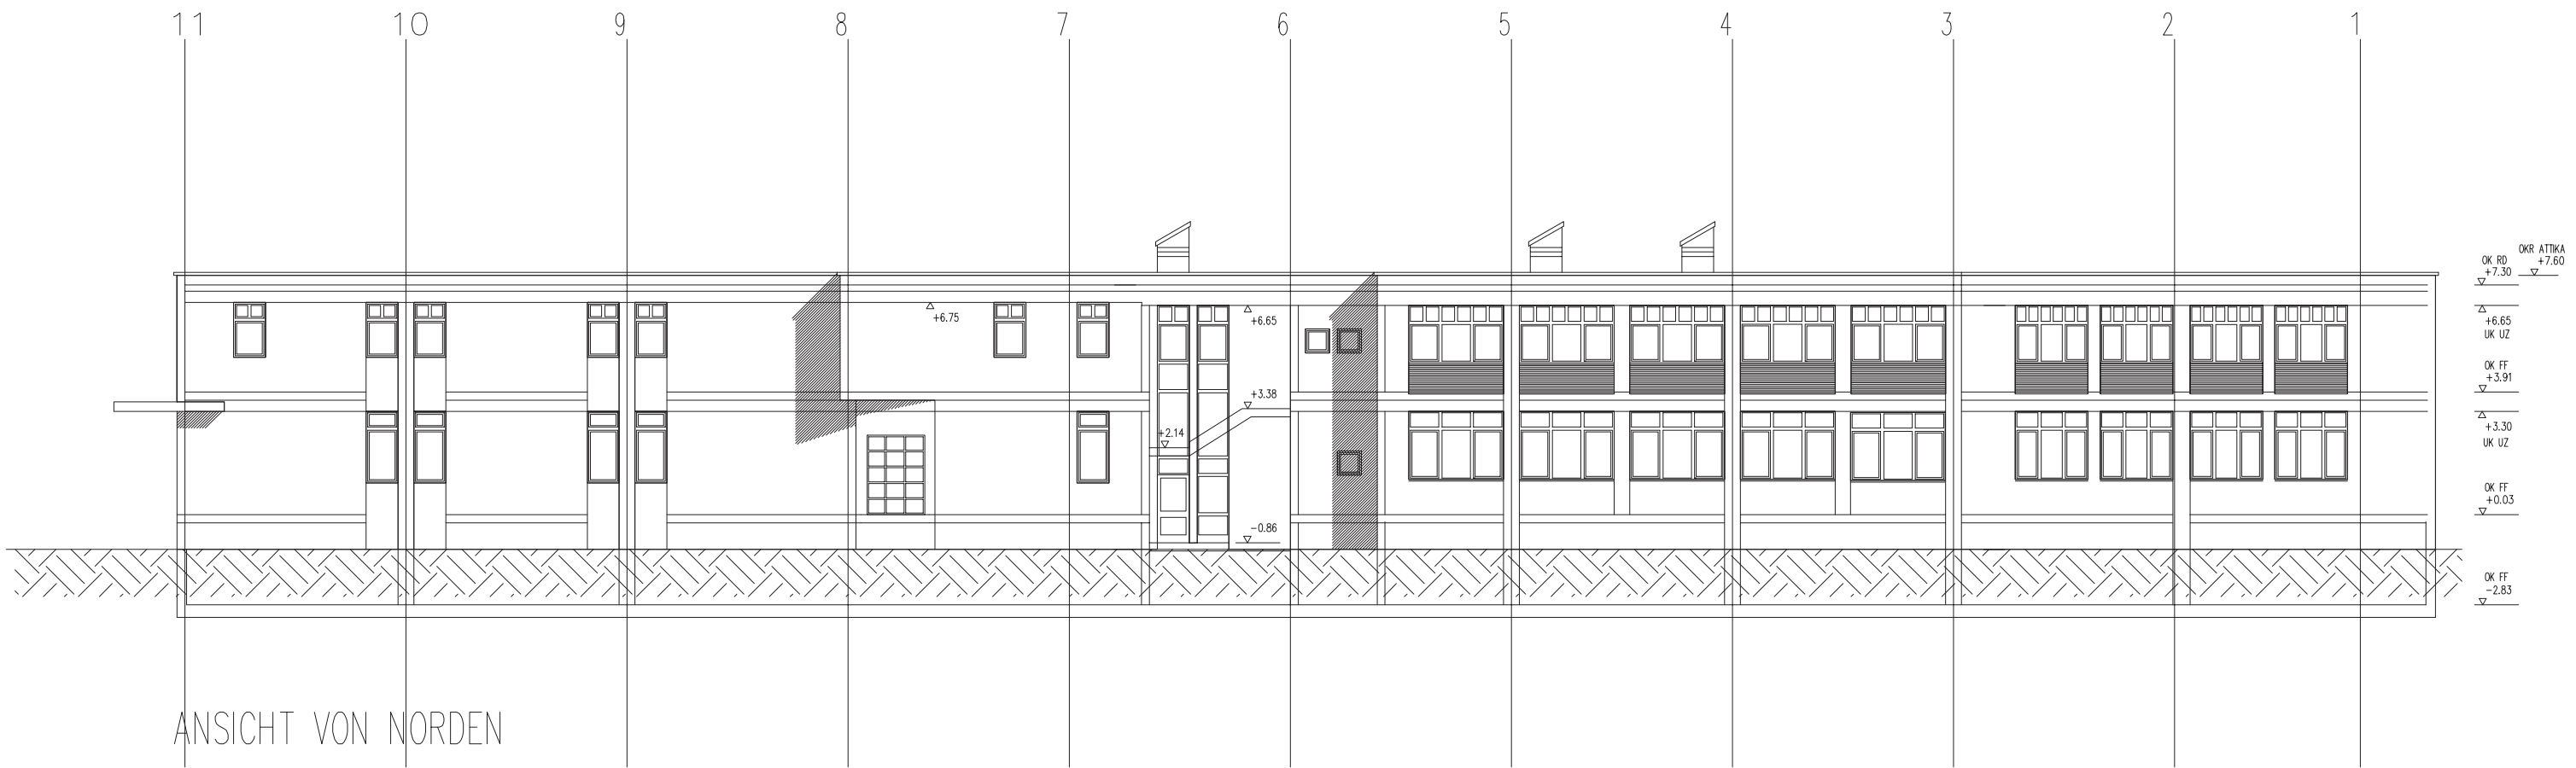 11 10 9 8 7 6 5 4 3 2 1
OKR ATTIKA
+7.60
OK RD
+7.30
+6.75
+6.65
+6.65
UK UZ
OK FF
+3.91
+3.38
+2.14
+3.30
UK UZ
OK FF
+0.03
-0.86
OK FF
-2.83
ANSICHT VON NORDEN